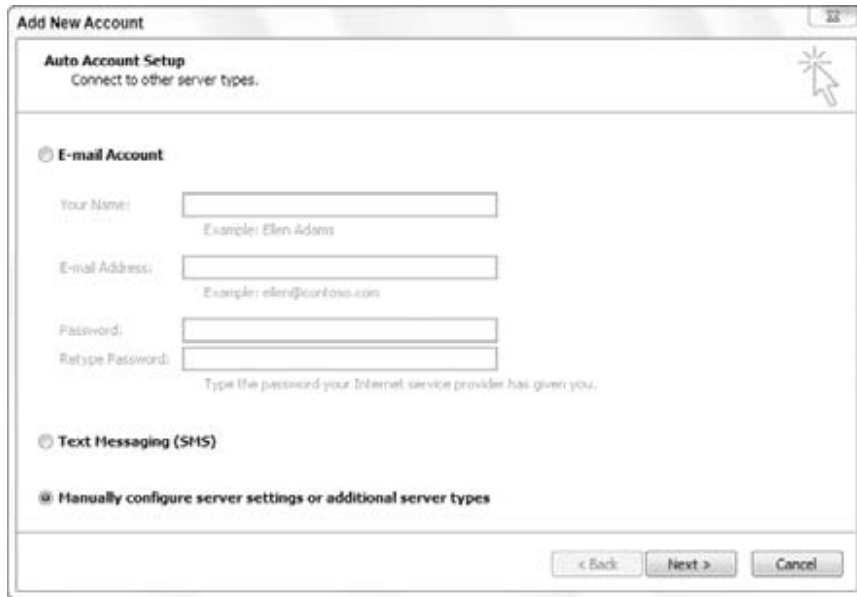 Add New Account
Auto Account Setup
Connect to other server types.
E-mail Account
Your Name:
Example: Ellen Adams
E-mail Address:
Example: ellen@contoso.com
Password:
Retype Password:
Type the password your Internet service provider has given you.
Text Messaging (SMS)
Manually configure server settings or additional server types
< Back Next > Cancel